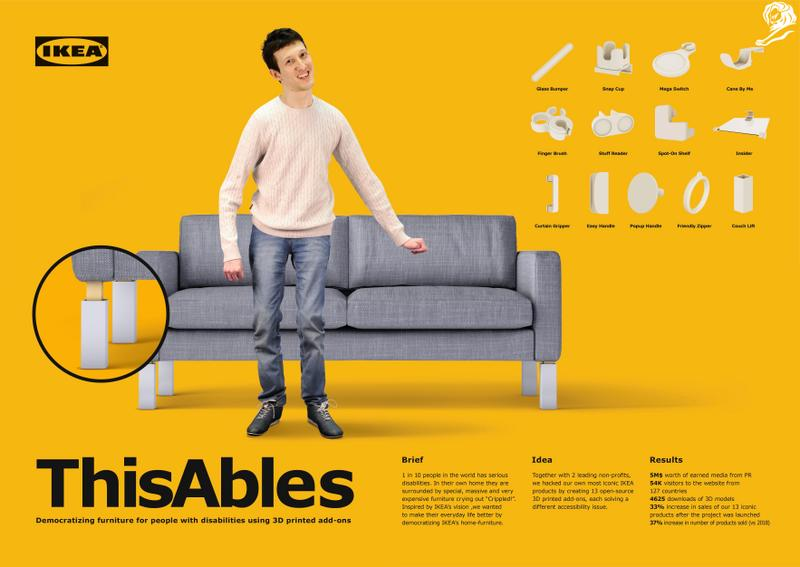 IKEA
Glass Bumper
Snap Cup
Mega Switch
Cane By Me
Finger Brush
Stuff Reader
Spot-On Shelf
Insider
Curtain Gripper
Easy Handle
Popup Handle
Friendly Zipper
Couch Lift
ThisAbles
Democratizing furniture for people with disabilities using 3D printed add-ons
Brief
1 in 10 people in the world has serious
disabilities. In their own home they are
surrounded by special, massive and very
expensive furniture crying out "Crippled!".
Inspired by IKEA's vision ,we wanted
to make their everyday life better by
democratizing IKEA's home-furniture.
Idea
Together with 2 leading non-profits,
we hacked our own most iconic IKEA
products by creating 13 open-source
3D printed add-ons, each solving a
different accessibility issue.
Results
5M$ worth of earned media from PR
54K visitors to the website from
127 countries
4625 downloads of 3D models
33% increase in sales of our 13 iconic
products after the project was launched
37% increase in number of products sold (vs 2018)